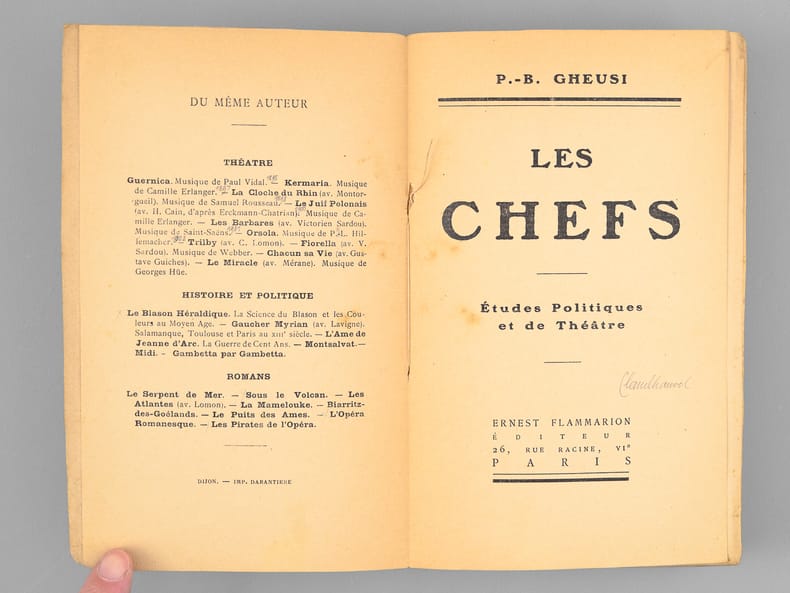 DU MÊME AUTEUR
THÉATRE
Guernica. Musique de Paul Vidal. — Kermaria. Musique
de Camille Erlanger. — La Cloche du Rhin (av. Montor-
gueil). Musique de Samuel Rousseau. — Le Juif Polonais
(av. H. Cain, d'après Erckmann-Chatrian). Musique de Ca-
mille Erlanger. — Les Barbares (av. Victorien Sardou).
Musique de Saint-Saëns. — Orsola. Musique de P.-L. Hil-
lemacher. — Trilby (av. C. Lomon). — Fiorella (av. V.
Sardou). Musique de Webber. — Chacun sa Vie (av. Gus-
tave Guiches). — Le Miracle (av. Mérane). Musique de
Georges Hüe.
HISTOIRE ET POLITIQUE
Le Blason Héraldique. La Science du Blason et les Cou-
leurs au Moyen Age. — Gaucher Myrian (av. Lavigne).
Salamanque, Toulouse et Paris au XIIIe siècle. — L'Ame de
Jeanne d'Arc. La Guerre de Cent Ans. — Montsalvat. —
Midi. - Gambetta par Gambetta.
ROMANS
Le Serpent de Mer. — Sous le Volcan. — Les
Atlantes (av. Lomon). — La Mamelouke. — Biarritz-
des-Goélands. — Le Puits des Ames. — L'Opéra
Romanesque. — Les Pirates de l'Opéra.
DIJON. — IMP. DARANTIERE
P.-B. GHEUSI
LES
CHEFS
Études Politiques
et de Théâtre
ERNEST FLAMMARION
ÉDITEUR
26, RUE RACINE, VIe
PARIS